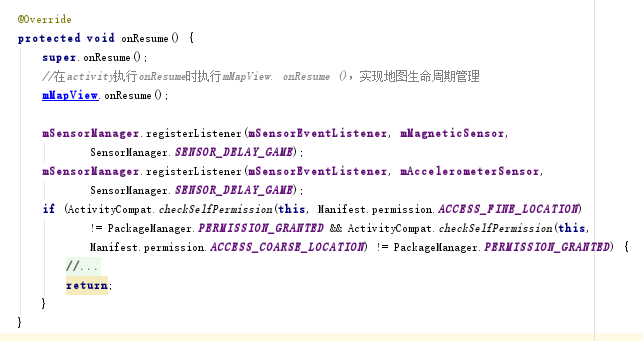 @Override
protected void onResume() {
super.onResume();
//在activity执行onResume时执行mMapView. onResume ()，实现地图生命周期管理
mMapView.onResume();
mSensorManager.registerListener(mSensorEventListener, mMagneticSensor,
SensorManager.SENSOR_DELAY_GAME);
mSensorManager.registerListener(mSensorEventListener, mAccelerometerSensor,
SensorManager.SENSOR_DELAY_GAME);
if (ActivityCompat.checkSelfPermission(this, Manifest.permission.ACCESS_FINE_LOCATION)
!= PackageManager.PERMISSION_GRANTED && ActivityCompat.checkSelfPermission(this,
Manifest.permission.ACCESS_COARSE_LOCATION) != PackageManager.PERMISSION_GRANTED) {
//...
return;
}
}